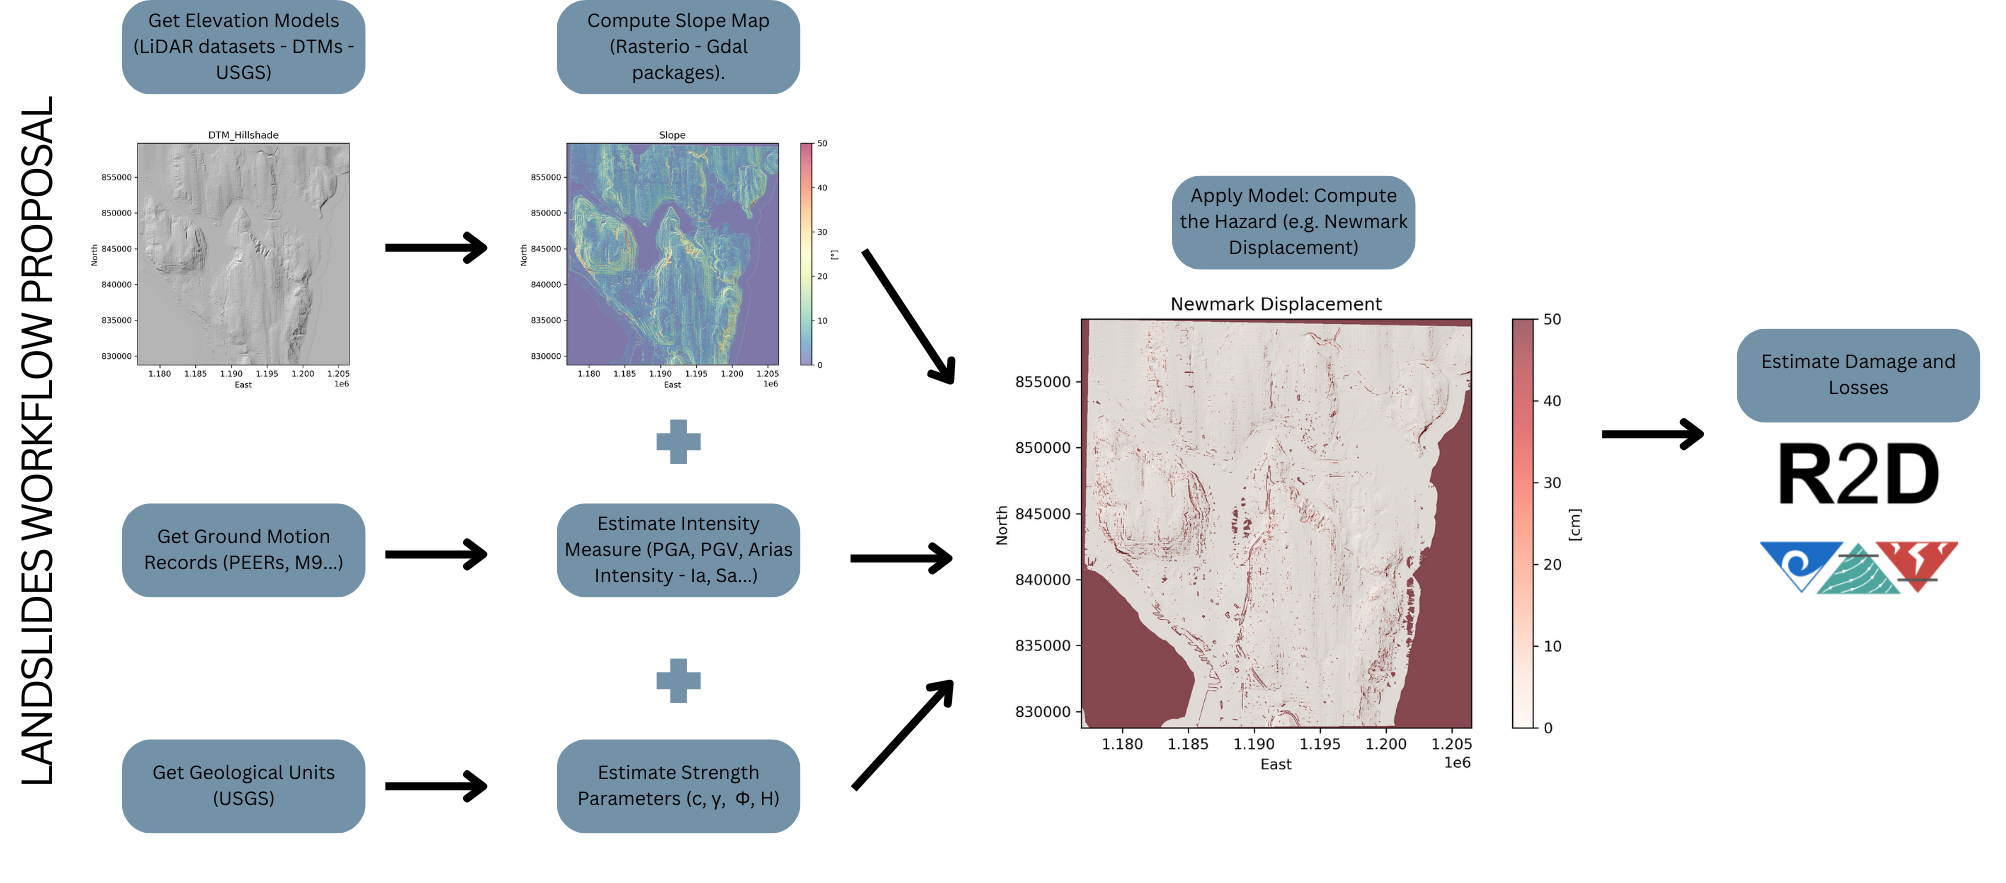 LANDSLIDES WORKFLOW PROPOSAL
Get Elevation Models
(LiDAR datasets - DTMs -
USGS)
Compute Slope Map
(Rasterio - Gdal
packages).
DTM_Hillshade
855000
850000
845000
840000
835000
830000
North
1.180 1.185 1.190 1.195 1.200 1.205
East
1e6
Slope
855000
850000
845000
840000
835000
830000
North
1.180 1.185 1.190 1.195 1.200 1.205
East
1e6
50
40
30
20
10
0
[°]
Get Ground Motion
Records (PEERs, M9...)
Estimate Intensity
Measure (PGA, PGV, Arias
Intensity - Ia, Sa...)
Get Geological Units
(USGS)
Estimate Strength
Parameters (c, γ, Φ, H)
Apply Model: Compute
the Hazard (e.g. Newmark
Displacement)
Newmark Displacement
855000
850000
845000
840000
835000
830000
North
1.180 1.185 1.190 1.195 1.200 1.205
East
1e6
50
40
30
20
10
0
[cm]
Estimate Damage and
Losses
R2D